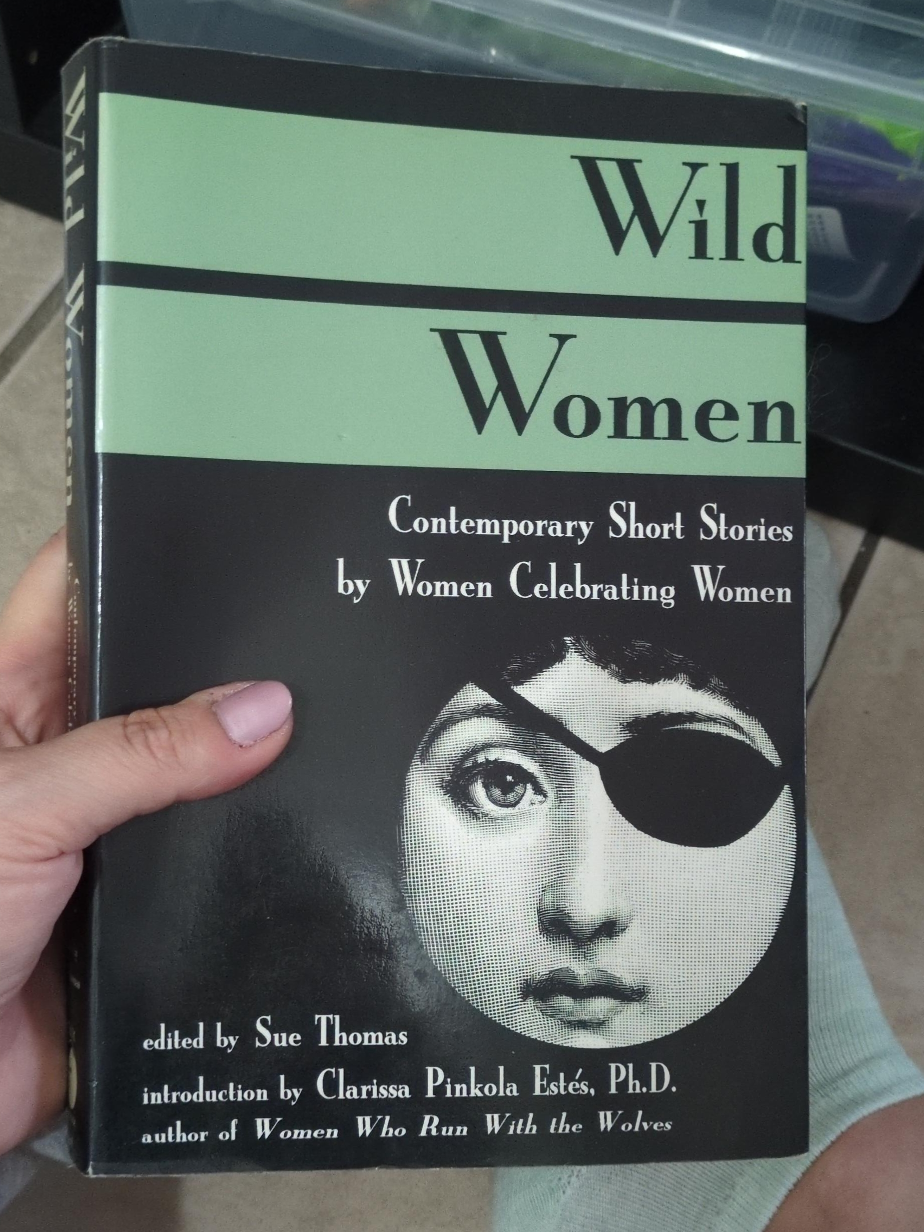 Wild
Women
Contemporary Short Stories
by Women Celebrating Women
edited by Sue Thomas
introduction by Clarissa Pinkola Estés, Ph.D.
author of Women Who Run With the Wolves
Wild Women